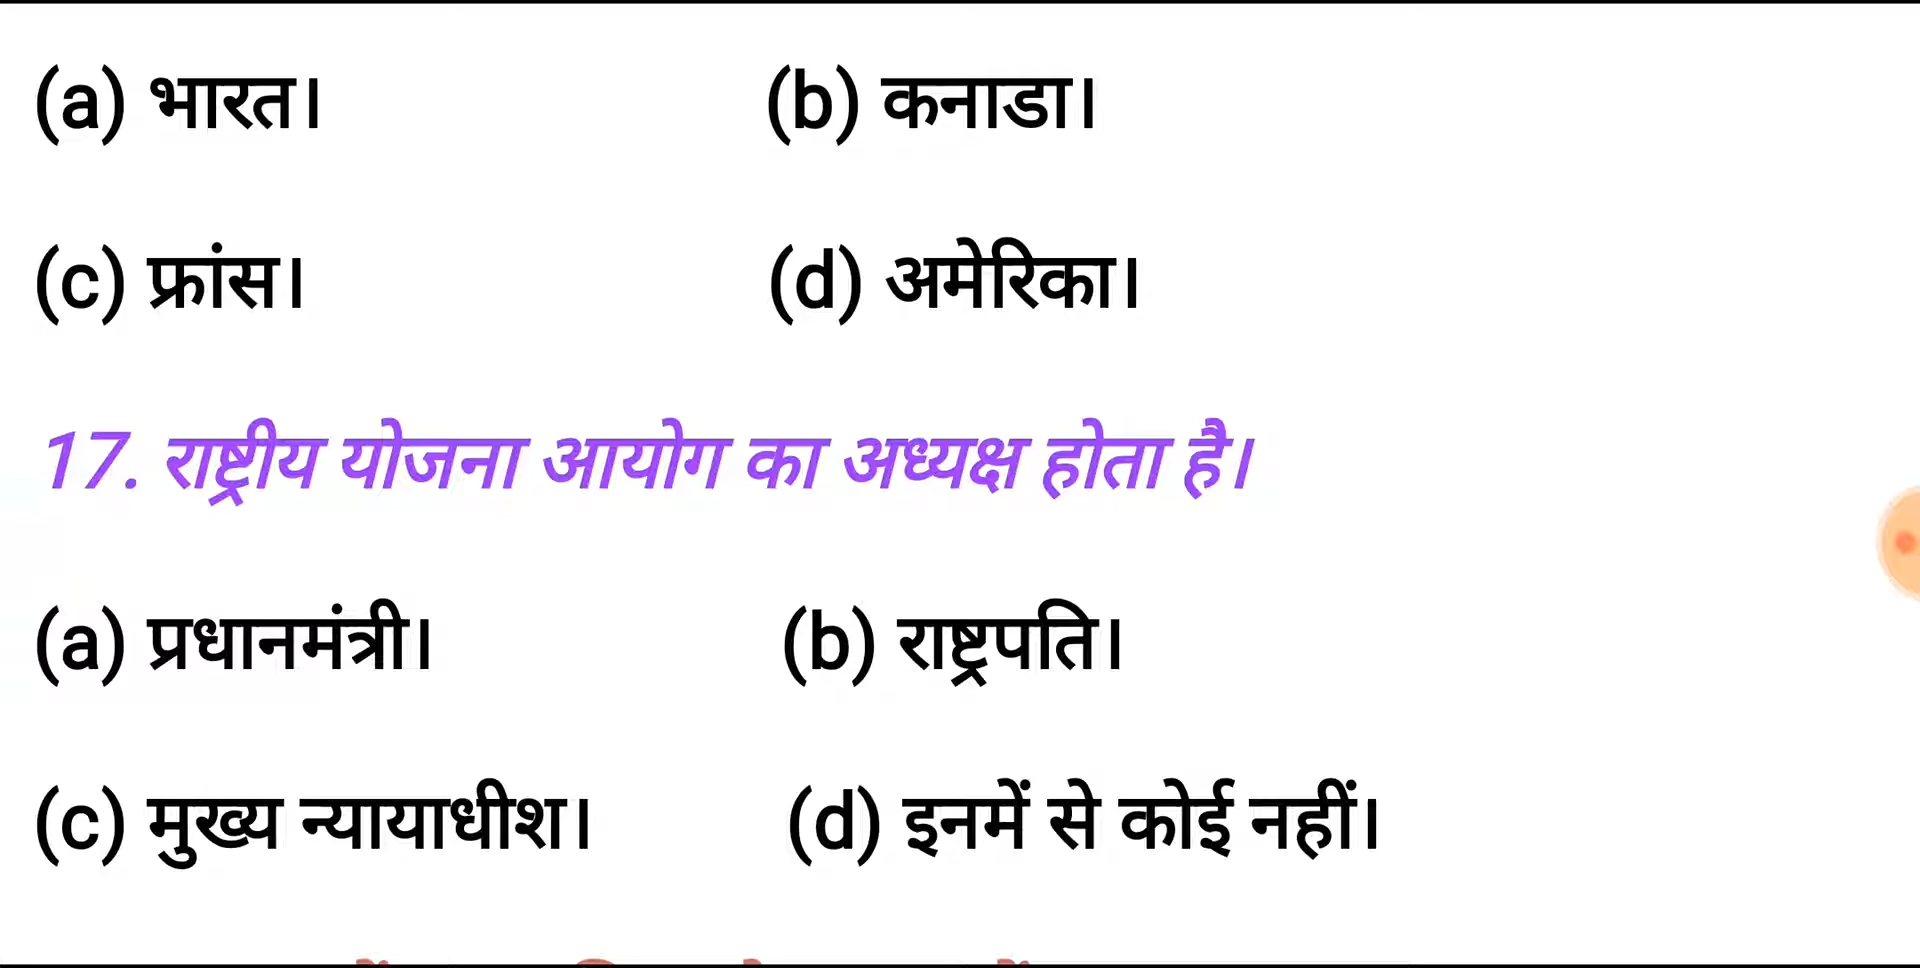 (a) भारत। (b) कनाडा।
(c) फ्रांस। (d) अमेरिका।
17. राष्ट्रीय योजना आयोग का अध्यक्ष होता है।
(a) प्रधानमंत्री। (b) राष्ट्रपति।
(c) मुख्य न्यायाधीश। (d) इनमें से कोई नहीं।